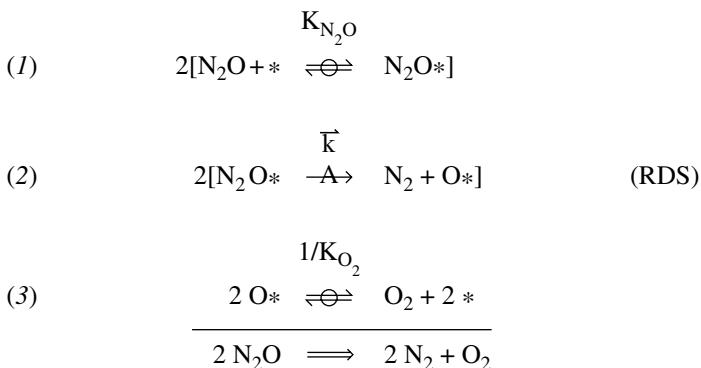 K_{N_2O}
(1) 2[N₂O + * ⇌ N₂O*]
k⃗
(2) 2[N₂O* -A→ N₂ + O*] (RDS)
1/K_{O_2}
(3) 2 O* ⇌ O₂ + 2 *
2 N₂O ⟹ 2 N₂ + O₂